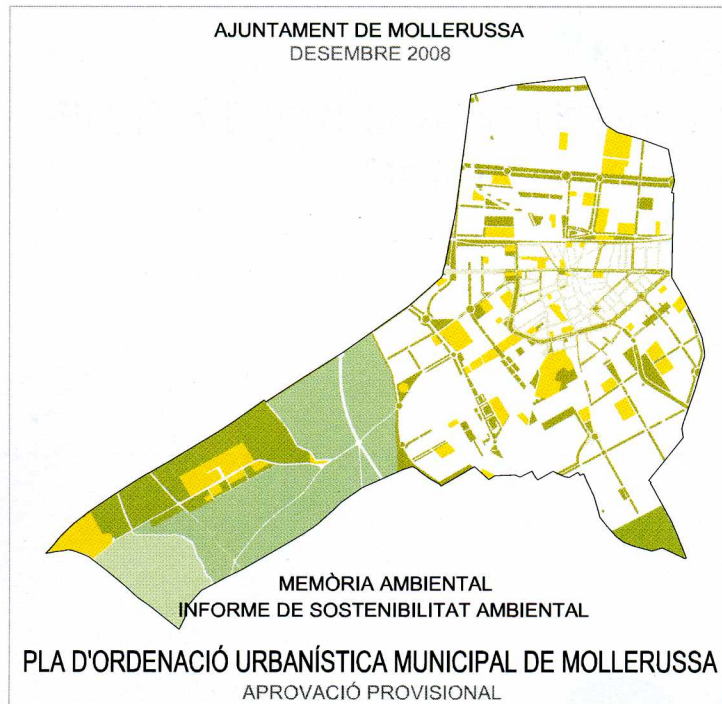 AJUNTAMENT DE MOLLERUSSA
DESEMBRE 2008
MEMÒRIA AMBIENTAL
INFORME DE SOSTENIBILITAT AMBIENTAL
PLA D'ORDENACIÓ URBANÍSTICA MUNICIPAL DE MOLLERUSSA
APROVACIÓ PROVISIONAL